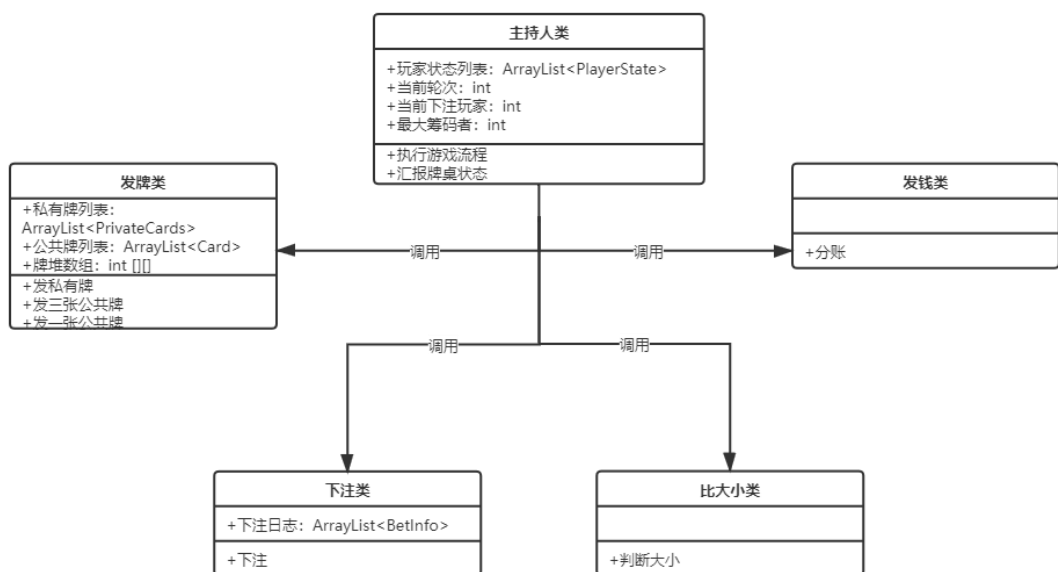 主持人类
+玩家状态列表：ArrayList<PlayerState>
+当前轮次：int
+当前下注玩家：int
+最大筹码者：int
+执行游戏流程
+汇报牌桌状态
发牌类
+私有牌列表：
ArrayList<PrivateCards>
+公共牌列表：ArrayList<Card>
+牌堆数组：int [][]
+发私有牌
+发三张公共牌
+发一张公共牌
调用
调用
发钱类
+分账
调用
调用
下注类
+下注日志：ArrayList<BetInfo>
+下注
比大小类
+判断大小